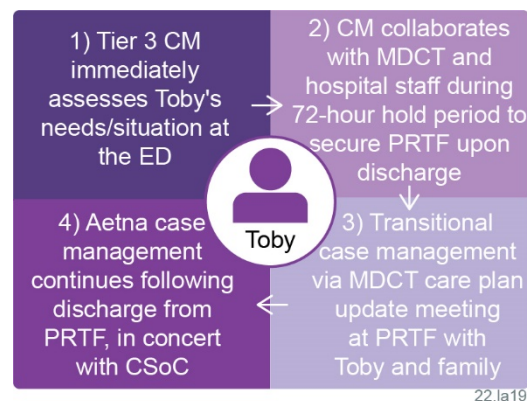 1) Tier 3 CM
immediately
assesses Toby's
needs/situation at
the ED
2) CM collaborates
with MDCT and
hospital staff during
72-hour hold period to
secure PRTF upon
discharge
Toby
3) Transitional
case management
via MDCT care plan
update meeting
at PRTF with
Toby and family
4) Aetna case
management
continues following
discharge from
PRTF, in concert
with CSoC
22.la19